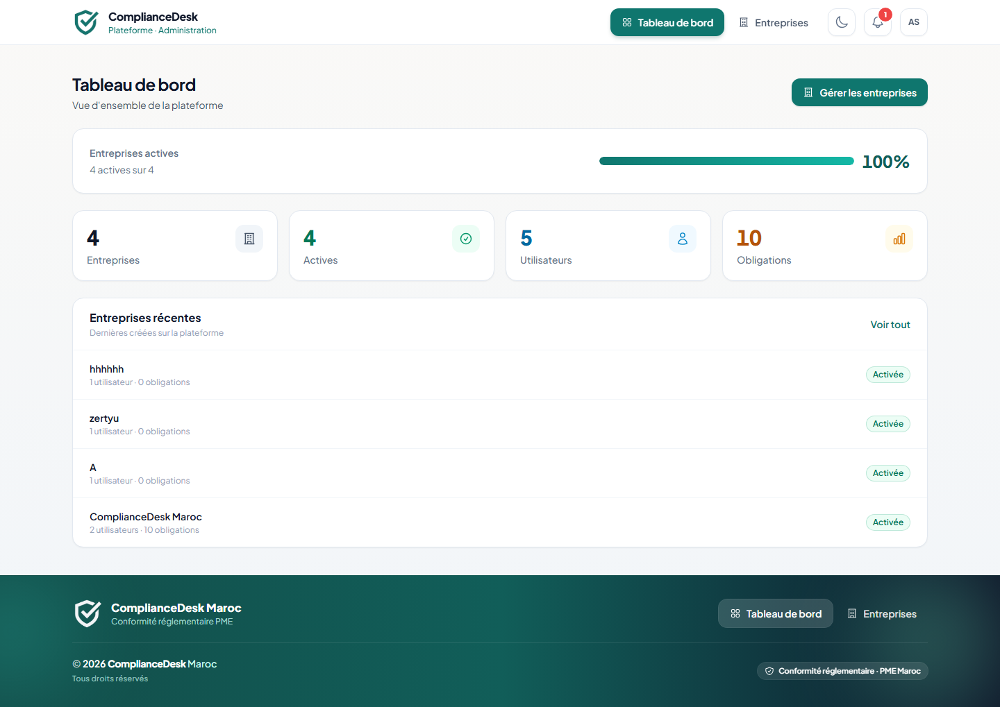 ComplianceDesk
Plateforme · Administration
Tableau de bord
Entreprises
1
AS
Tableau de bord
Vue d'ensemble de la plateforme
Gérer les entreprises
Entreprises actives
4 actives sur 4
100%
4
Entreprises
4
Actives
5
Utilisateurs
10
Obligations
Entreprises récentes
Dernières créées sur la plateforme
Voir tout
hhhhhh
1 utilisateur · 0 obligations
Activée
zertyu
1 utilisateur · 0 obligations
Activée
A
1 utilisateur · 0 obligations
Activée
ComplianceDesk Maroc
2 utilisateurs · 10 obligations
Activée
ComplianceDesk Maroc
Conformité réglementaire PME
Tableau de bord
Entreprises
© 2026 ComplianceDesk Maroc
Tous droits réservés
Conformité réglementaire · PME Maroc